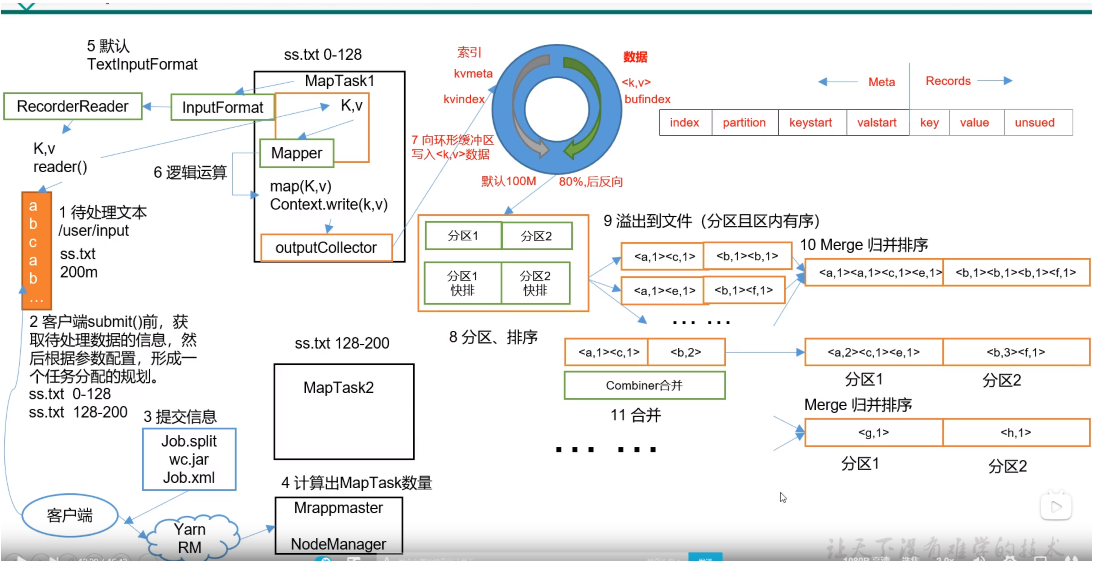 5 默认
TextInputFormat
ss.txt 0-128
MapTask1
RecorderReader
InputFormat
K,v
K,v
reader()
Mapper
6 逻辑运算
map(K,v)
Context.write(k,v)
outputCollector
a
b
c
a
b
...
1 待处理文本
/user/input
ss.txt
200m
2 客户端submit()前，获
取待处理数据的信息，然
后根据参数配置，形成一
个任务分配的规划。
ss.txt 0-128
ss.txt 128-200
3 提交信息
Job.split
wc.jar
Job.xml
客户端
Yarn
RM
ss.txt 128-200
MapTask2
4 计算出MapTask数量
Mrappmaster
NodeManager
索引
kvmeta
kvindex
数据
<k,v>
bufindex
7 向环形缓冲区
写入<k,v>数据
默认100M
80%,后反向
Meta
Records
index partition keystart valstart key value unsued
分区1 分区2
分区1
快排
分区2
快排
8 分区、排序
9 溢出到文件（分区且区内有序）
<a,1><c,1> <b,1><b,1>
<a,1><e,1> <b,1><f,1>
... ...
10 Merge 归并排序
<a,1><a,1><c,1><e,1> <b,1><b,1><b,1><f,1>
<a,1><c,1> <b,2>
Combiner合并
11 合并
<a,2><c,1><e,1> <b,3><f,1>
分区1 分区2
Merge 归并排序
<g,1> <h,1>
分区1 分区2
... ...
让天下没有难学的技术